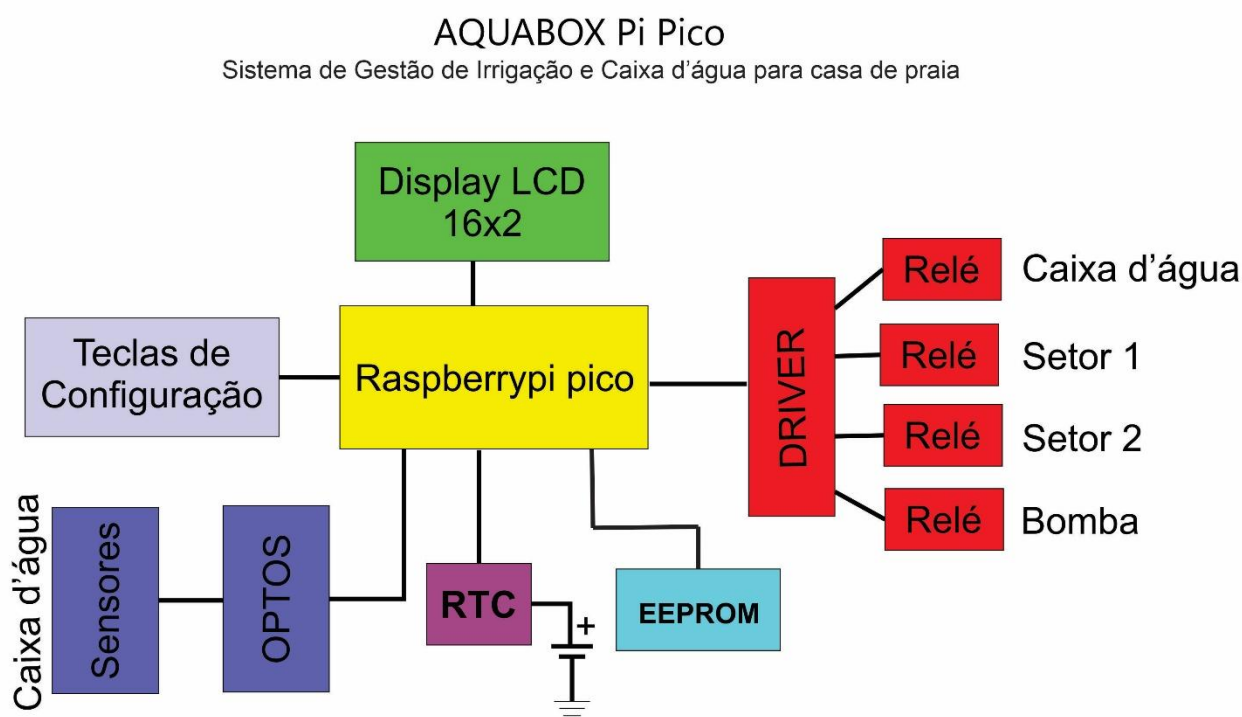 AQUABOX Pi Pico
Sistema de Gestão de Irrigação e Caixa d'água para casa de praia
Display LCD
16x2
Teclas de
Configuração
Raspberrypi pico
DRIVER
Relé
Caixa d'água
Relé
Setor 1
Relé
Setor 2
Relé
Bomba
Caixa d'água
Sensores
OPTOS
RTC
+
EEPROM